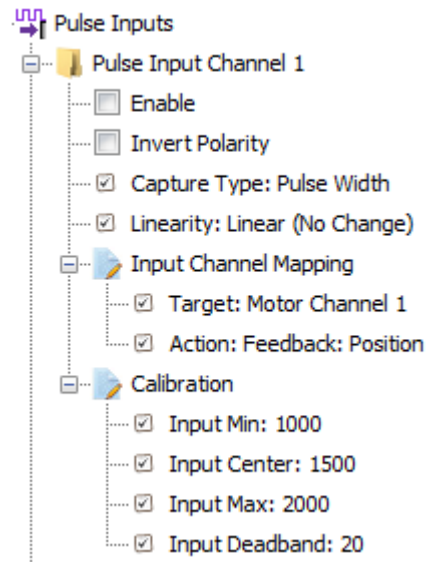 Pulse Inputs
Pulse Input Channel 1
Enable
Invert Polarity
Capture Type: Pulse Width
Linearity: Linear (No Change)
Input Channel Mapping
Target: Motor Channel 1
Action: Feedback: Position
Calibration
Input Min: 1000
Input Center: 1500
Input Max: 2000
Input Deadband: 20